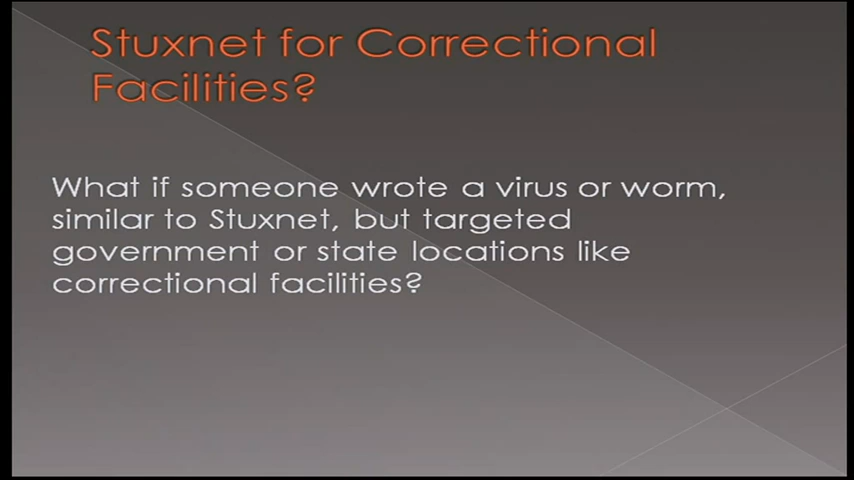 Stuxnet for Correctional
Facilities?
What if someone wrote a virus or worm,
similar to Stuxnet, but targeted
government or state locations like
correctional facilities?